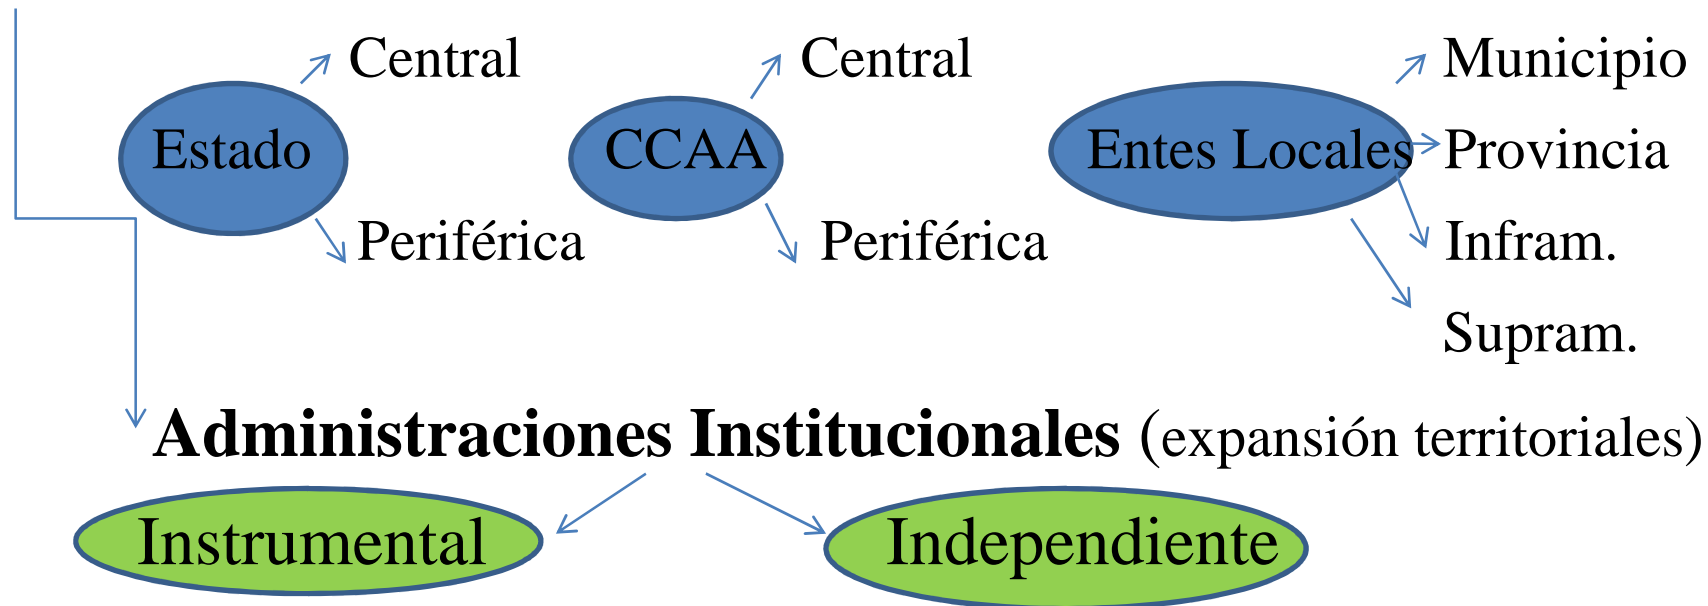 Central Central Municipio
Estado CCAA Entes Locales Provincia
Periférica Periférica Infram.
Supram.
Administraciones Institucionales (expansión territoriales)
Instrumental Independiente